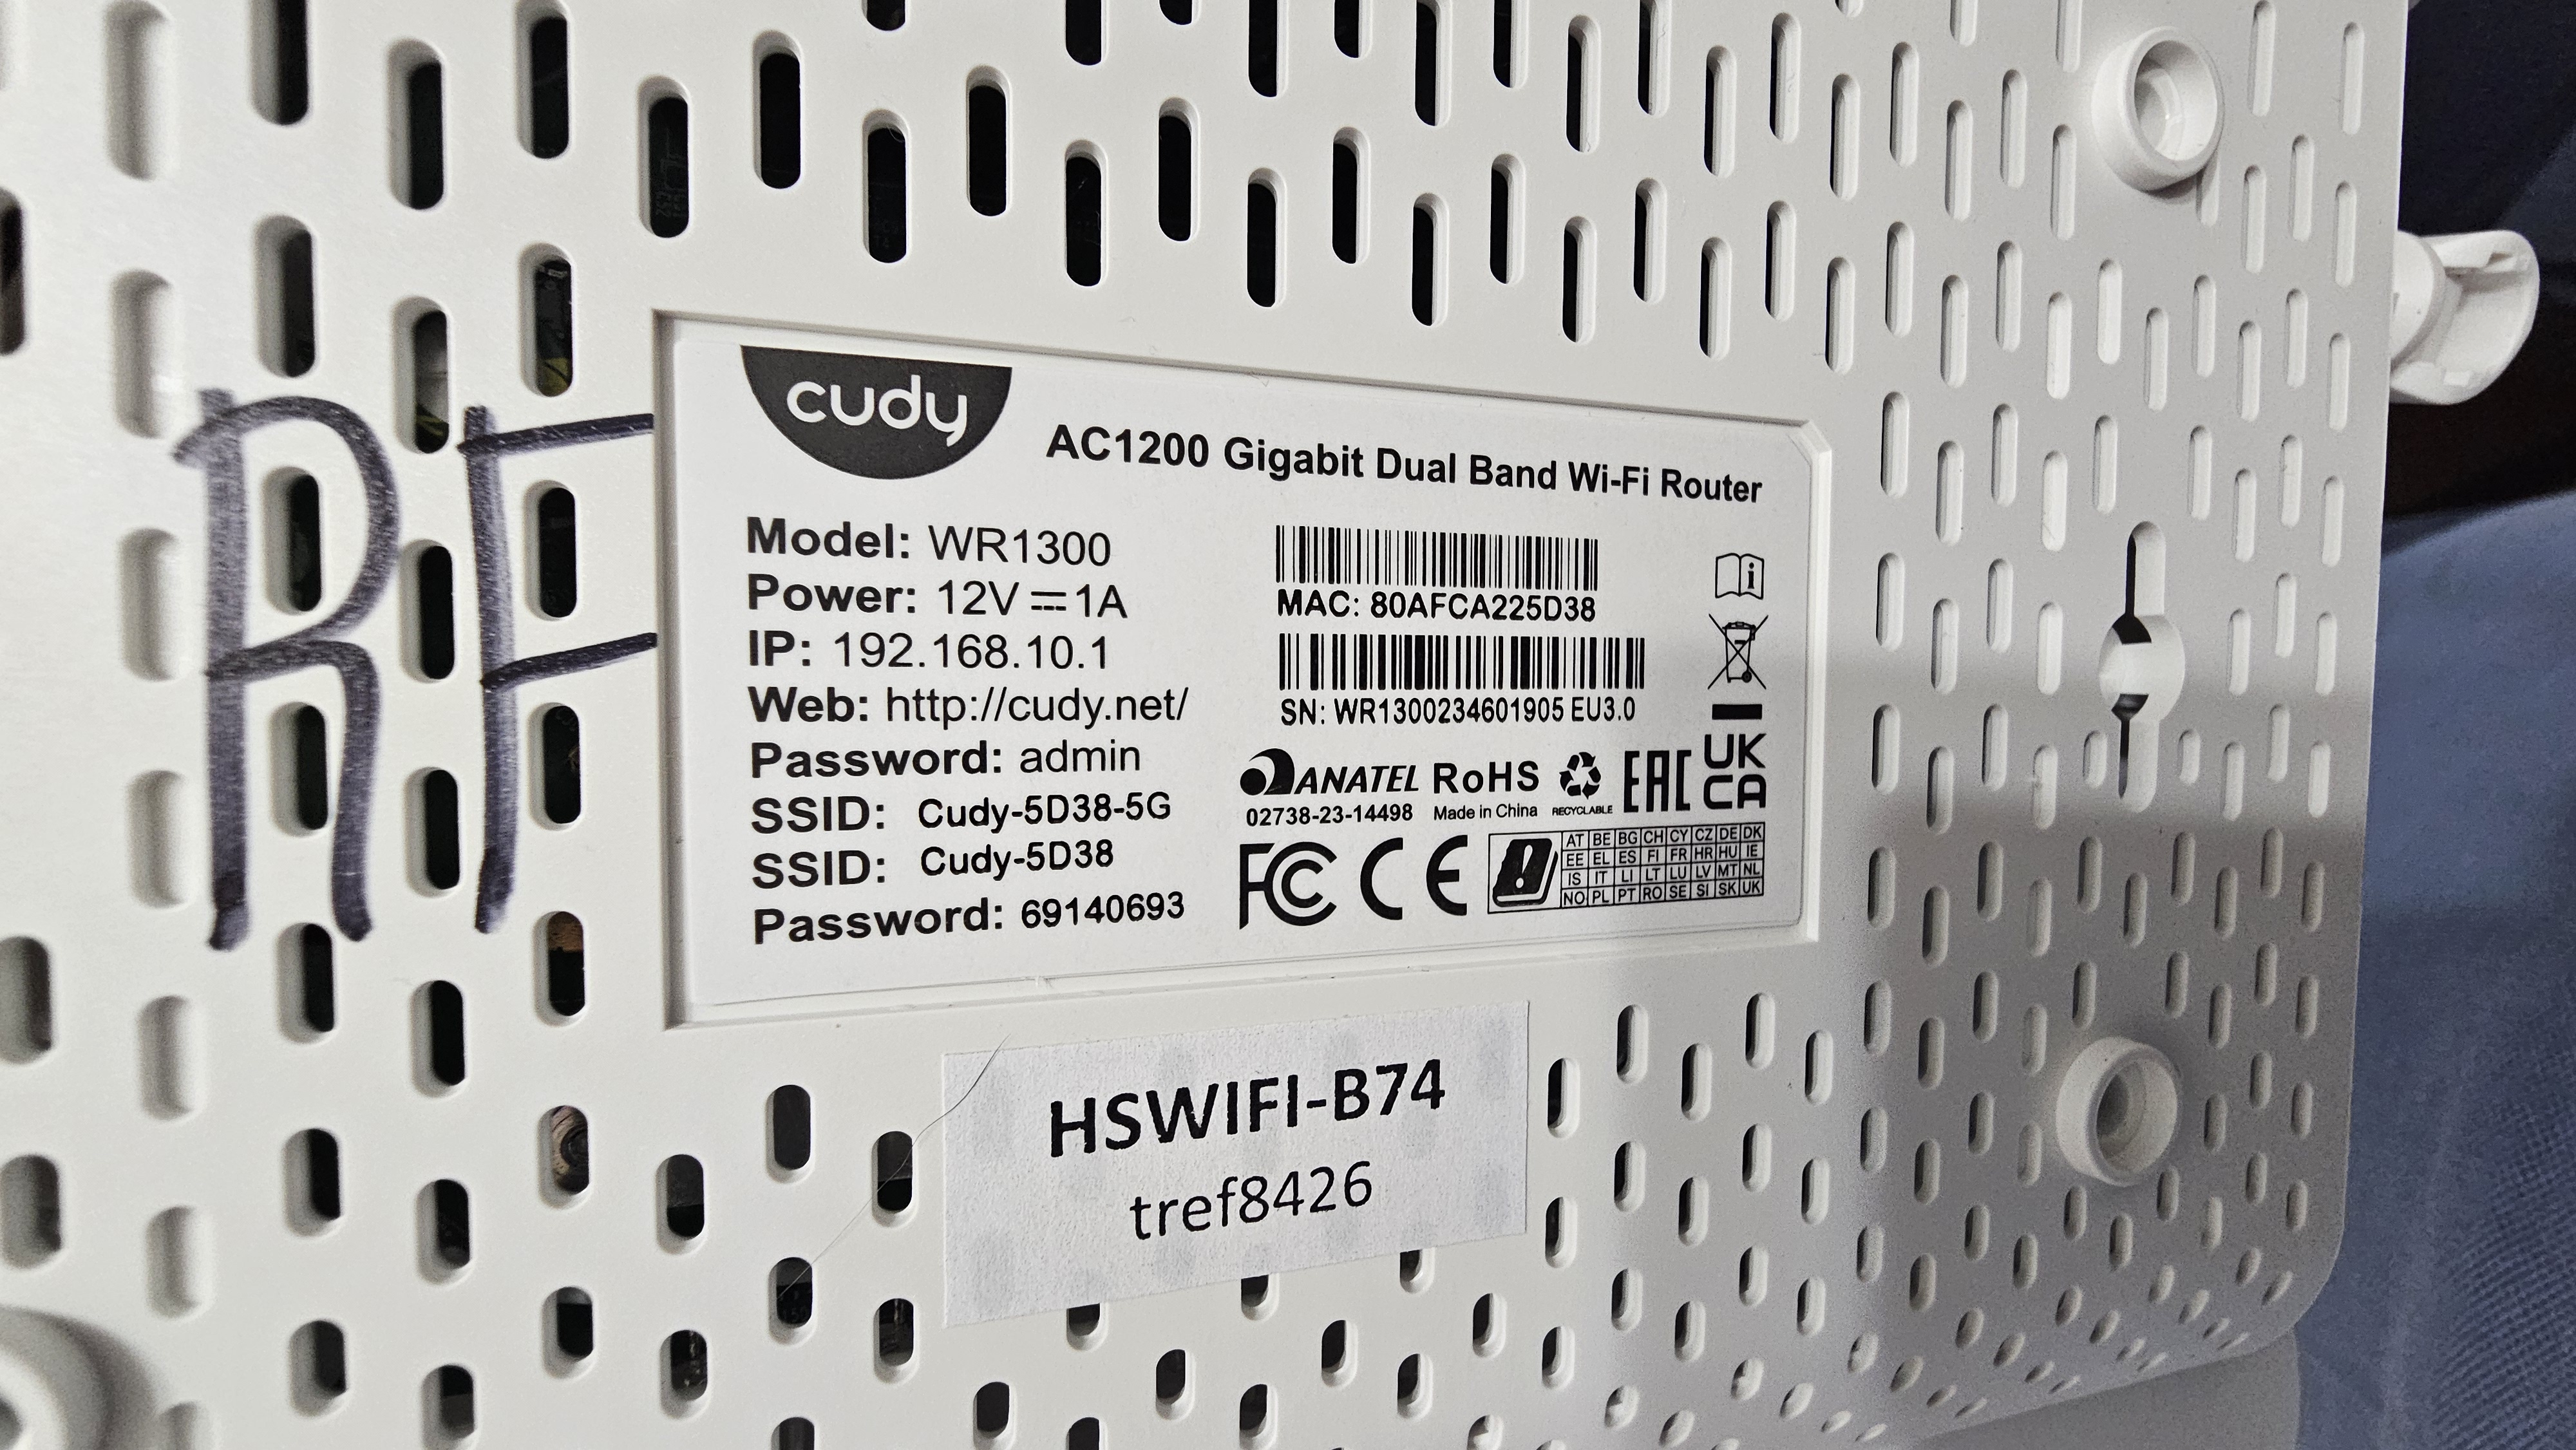 RF
cudy
AC1200 Gigabit Dual Band Wi-Fi Router
Model: WR1300
Power: 12V⎓1A
IP: 192.168.10.1
Web: http://cudy.net/
Password: admin
SSID: Cudy-5D38-5G
SSID: Cudy-5D38
Password: 69140693
MAC: 80AFCA225D38
SN: WR1300234601905 EU3.0
ANATEL RoHS EAC UK CA
02738-23-14498 Made in China RECYCLABLE
FC CE
AT BE BG CH CY CZ DE DK
EE EL ES FI FR HR HU IE
IS IT LI LT LU LV MT NL
NO PL PT RO SE SI SK UK
HSWIFI-B74
tref8426